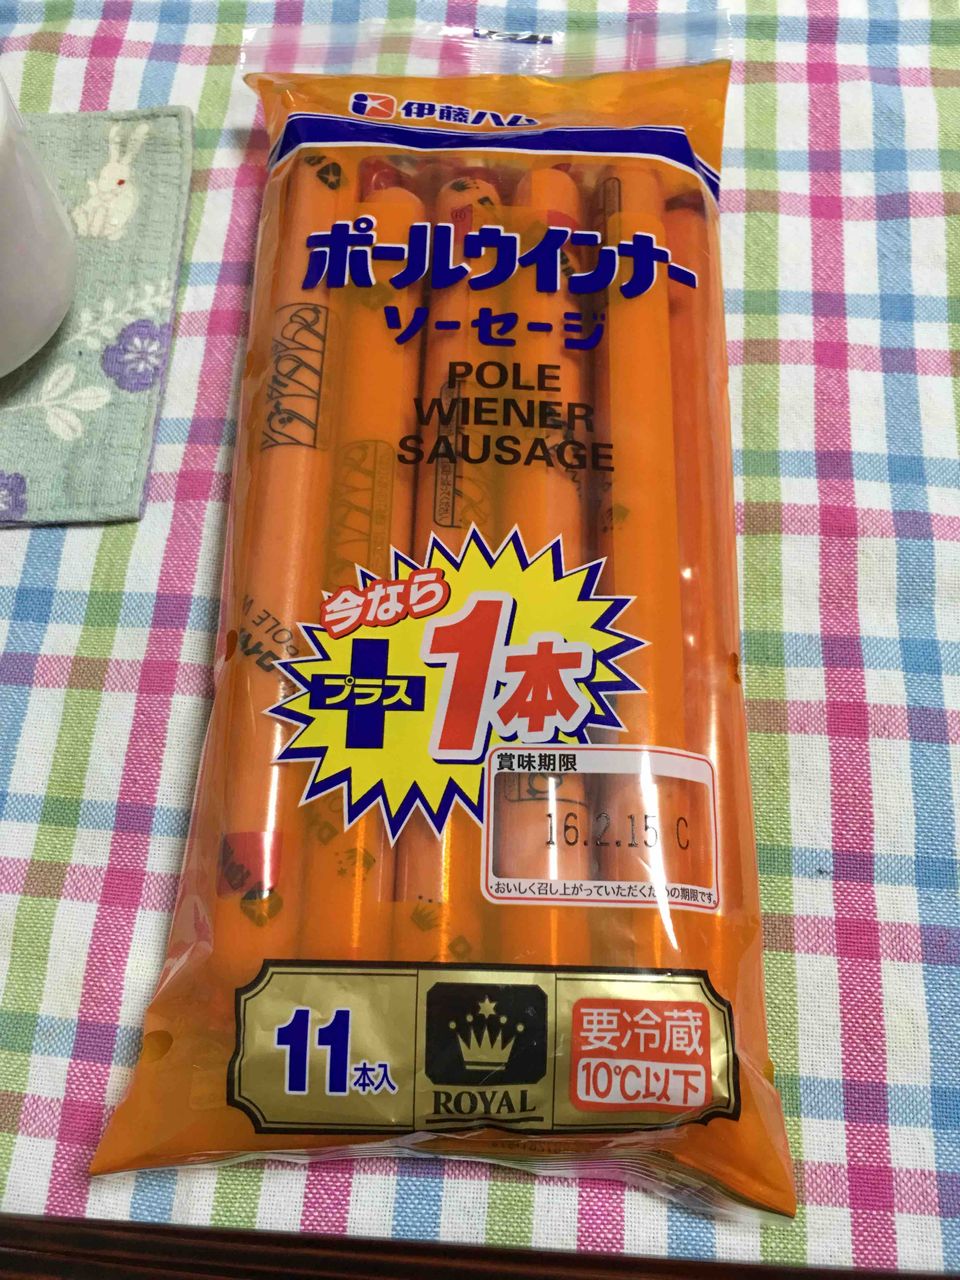 伊藤ハム
ポールウインナー
ソーセージ
POLE
WIENER
SAUSAGE
今なら
プラス
1本
賞味期限
16.2.15 C
・おいしく召し上がっていただくための期限です。
11本入
ROYAL
要冷蔵
10℃以下